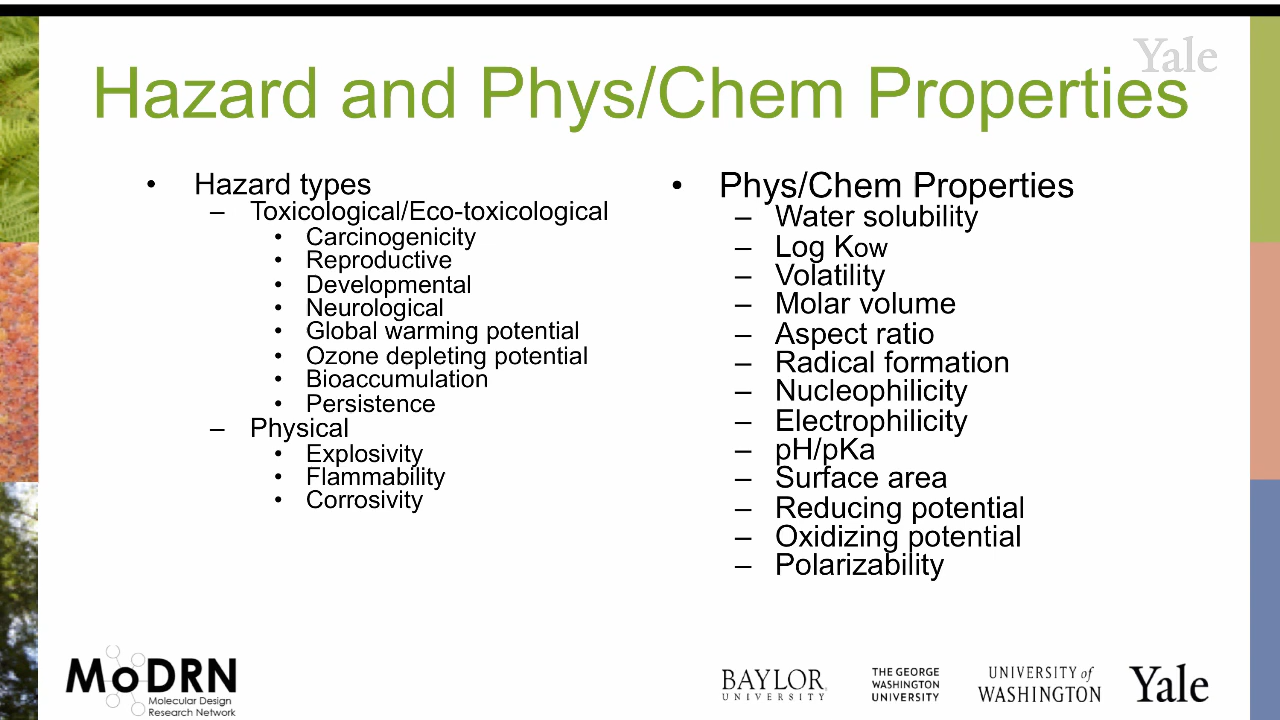 Yale
Hazard and Phys/Chem Properties
• Hazard types
– Toxicological/Eco-toxicological
• Carcinogenicity
• Reproductive
• Developmental
• Neurological
• Global warming potential
• Ozone depleting potential
• Bioaccumulation
• Persistence
– Physical
• Explosivity
• Flammability
• Corrosivity
• Phys/Chem Properties
– Water solubility
– Log Kow
– Volatility
– Molar volume
– Aspect ratio
– Radical formation
– Nucleophilicity
– Electrophilicity
– pH/pKa
– Surface area
– Reducing potential
– Oxidizing potential
– Polarizability
MoDRN
Molecular Design
Research Network
BAYLOR
UNIVERSITY
THE GEORGE
WASHINGTON
UNIVERSITY
UNIVERSITY of
WASHINGTON
Yale